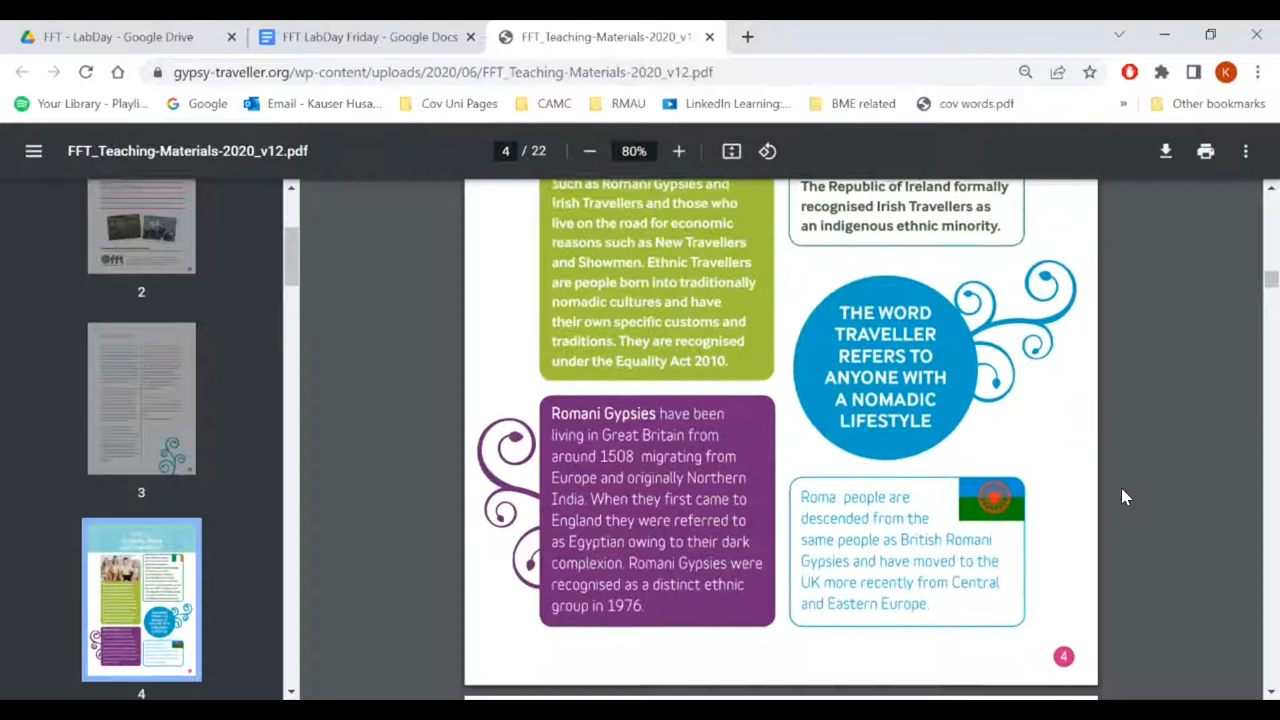 FFT - LabDay - Google Drive
FFT LabDay Friday - Google Docs
FFT_Teaching-Materials-2020_v1
gypsy-traveller.org/wp-content/uploads/2020/06/FFT_Teaching-Materials-2020_v12.pdf
K
Your Library - Playli...
Google
Email - Kauser Husa...
Cov Uni Pages
CAMC
RMAU
LinkedIn Learning:...
BME related
cov words.pdf
»
Other bookmarks
FFT_Teaching-Materials-2020_v12.pdf
4 / 22
80%
fft
2
3
4
such as Romani Gypsies and
Irish Travellers and those who
live on the road for economic
reasons such as New Travellers
and Showmen. Ethnic Travellers
are people born into traditionally
nomadic cultures and have
their own specific customs and
traditions. They are recognised
under the Equality Act 2010.
The Republic of Ireland formally
recognised Irish Travellers as
an indigenous ethnic minority.
THE WORD
TRAVELLER
REFERS TO
ANYONE WITH
A NOMADIC
LIFESTYLE
Romani Gypsies have been
living in Great Britain from
around 1508 migrating from
Europe and originally Northern
India. When they first came to
England they were referred to
as Egyptian owing to their dark
complexion. Romani Gypsies were
recognised as a distinct ethnic
group in 1976.
Roma people are
descended from the
same people as British Romani
Gypsies and have moved to the
UK more recently from Central
and Eastern Europe.
4